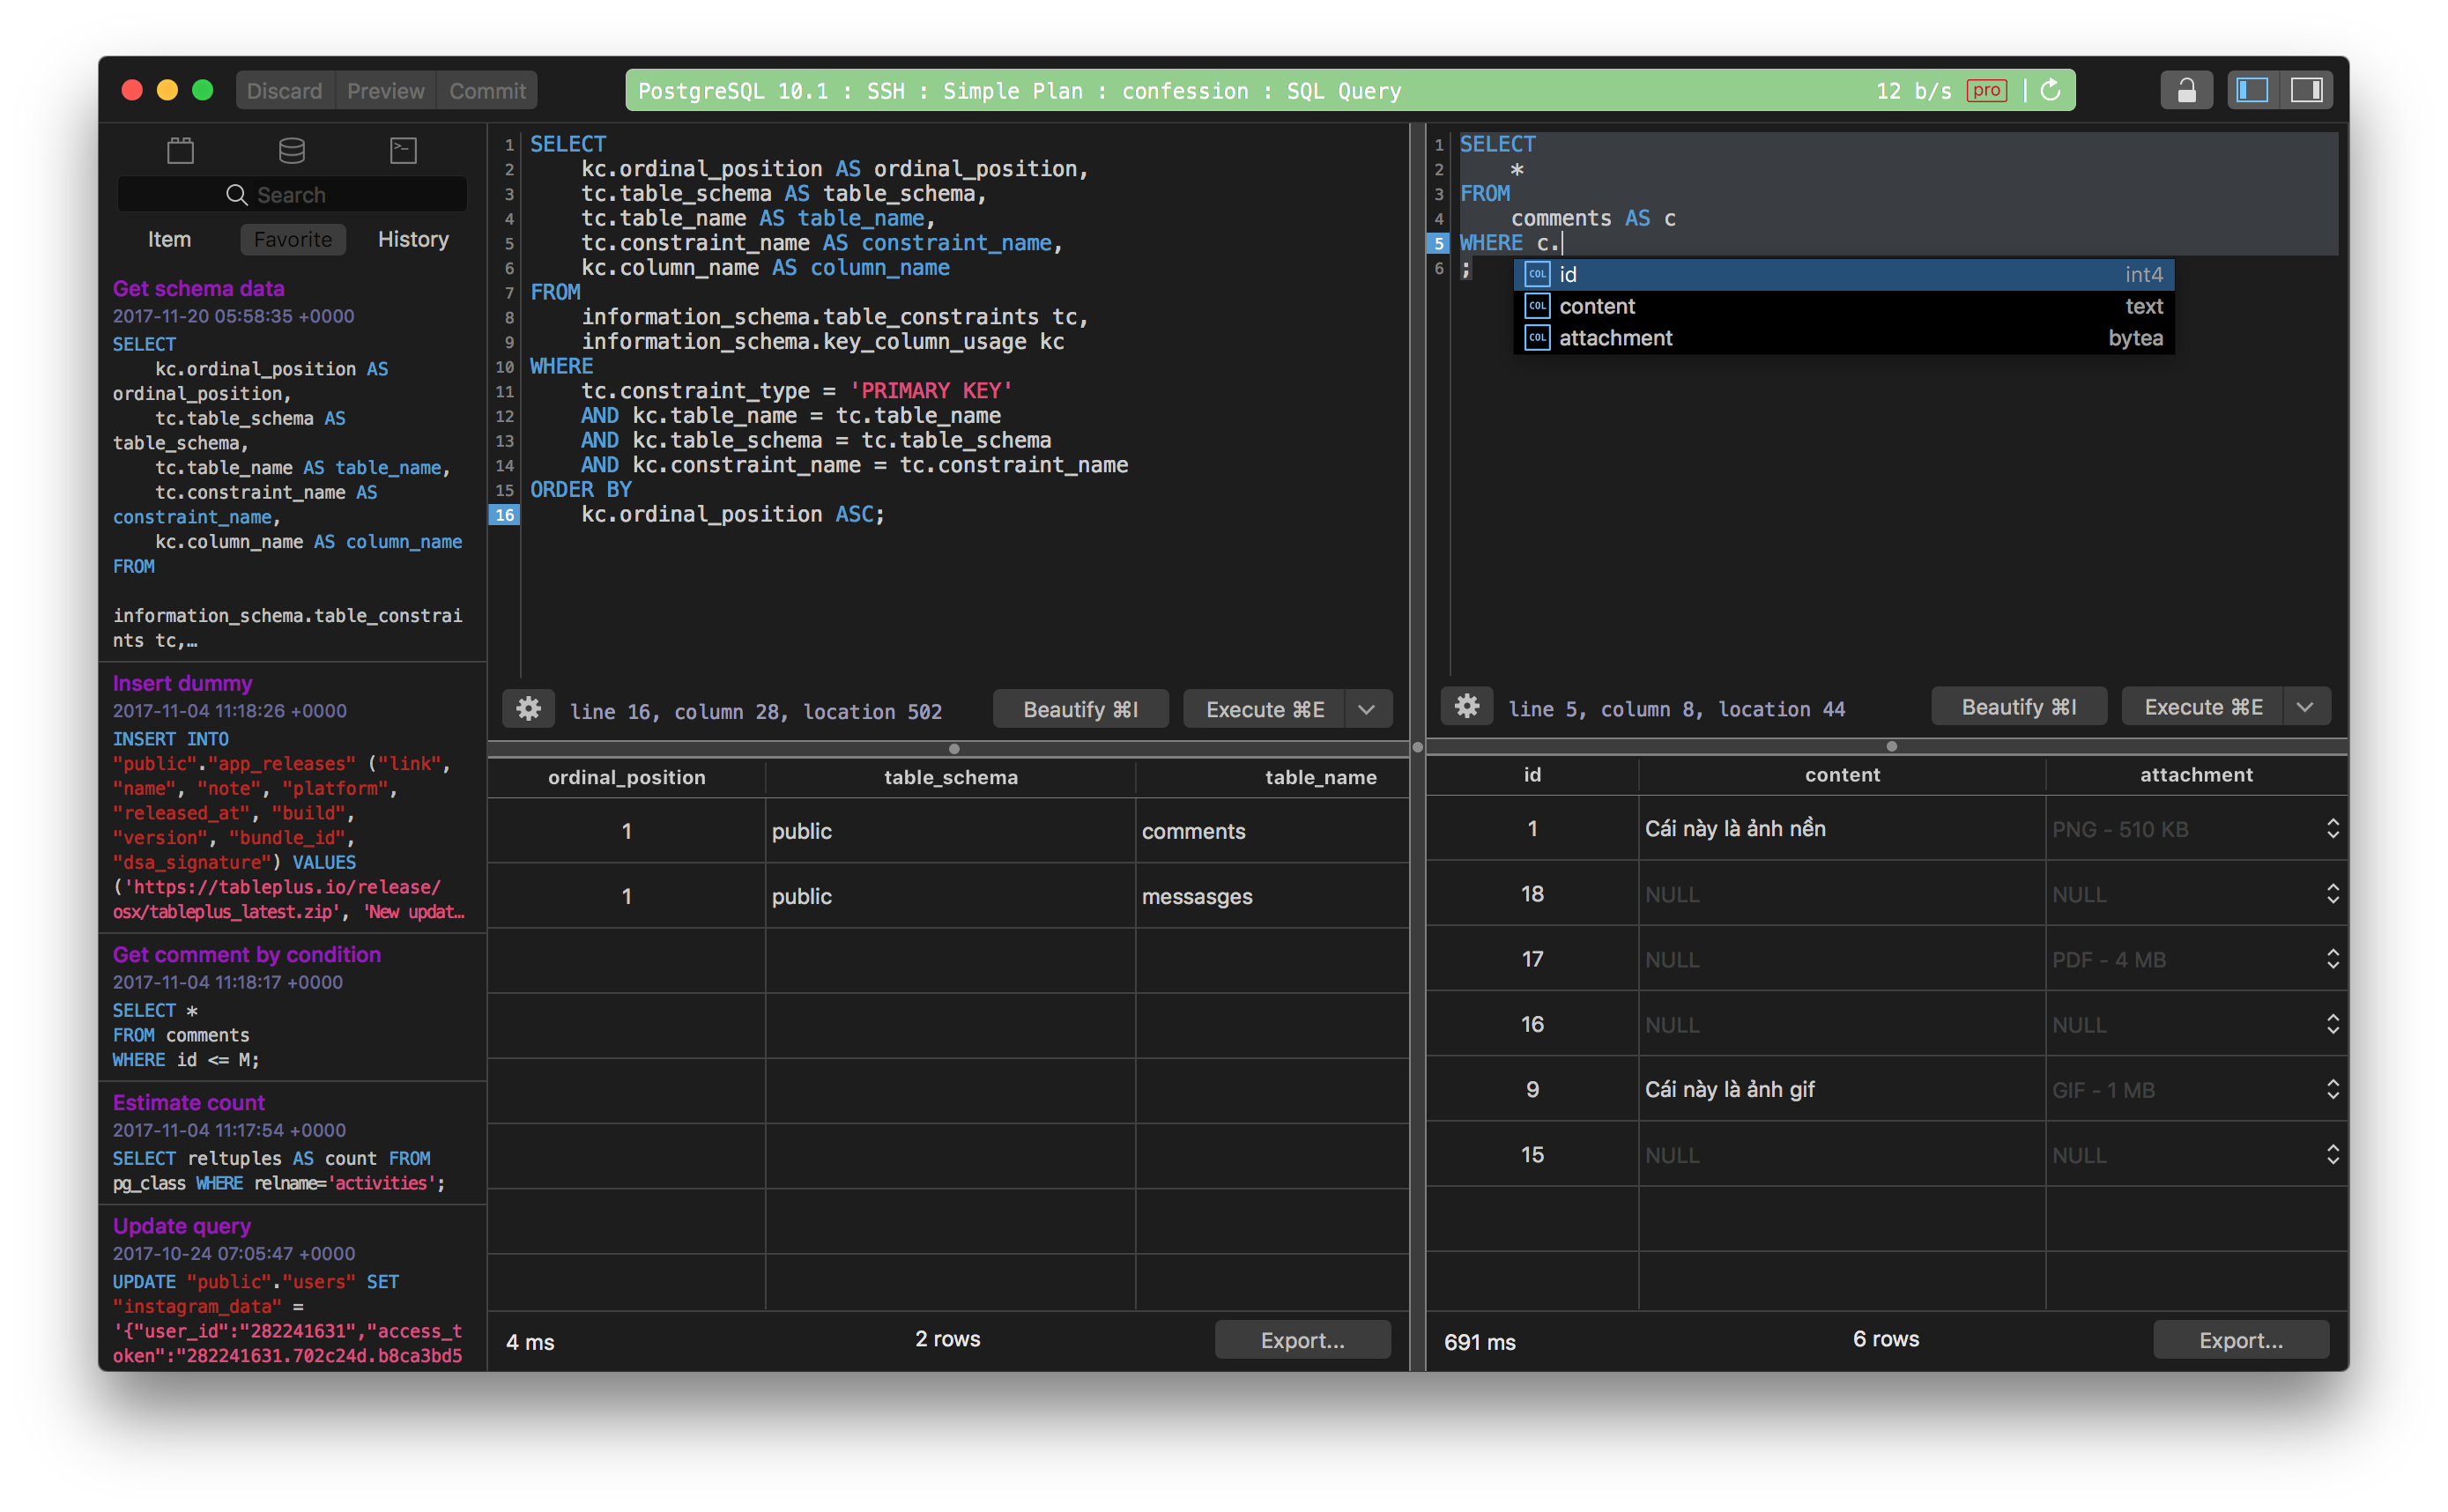 Discard Preview Commit
PostgreSQL 10.1 : SSH : Simple Plan : confession : SQL Query
12 b/s pro
Search
Item Favorite History
Get schema data
2017-11-20 05:58:35 +0000
SELECT
kc.ordinal_position AS
ordinal_position,
tc.table_schema AS
table_schema,
tc.table_name AS table_name,
tc.constraint_name AS
constraint_name,
kc.column_name AS column_name
FROM
information_schema.table_constrai
nts tc,…
Insert dummy
2017-11-04 11:18:26 +0000
INSERT INTO
"public"."app_releases" ("link",
"name", "note", "platform",
"released_at", "build",
"version", "bundle_id",
"dsa_signature") VALUES
('https://tableplus.io/release/
osx/tableplus_latest.zip', 'New updat…
Get comment by condition
2017-11-04 11:18:17 +0000
SELECT *
FROM comments
WHERE id <= M;
Estimate count
2017-11-04 11:17:54 +0000
SELECT reltuples AS count FROM
pg_class WHERE relname='activities';
Update query
2017-10-24 07:05:47 +0000
UPDATE "public"."users" SET
"instagram_data" =
'{"user_id":"282241631","access_t
oken":"282241631.702c24d.b8ca3bd5
1 SELECT
2 kc.ordinal_position AS ordinal_position,
3 tc.table_schema AS table_schema,
4 tc.table_name AS table_name,
5 tc.constraint_name AS constraint_name,
6 kc.column_name AS column_name
7 FROM
8 information_schema.table_constraints tc,
9 information_schema.key_column_usage kc
10 WHERE
11 tc.constraint_type = 'PRIMARY KEY'
12 AND kc.table_name = tc.table_name
13 AND kc.table_schema = tc.table_schema
14 AND kc.constraint_name = tc.constraint_name
15 ORDER BY
16 kc.ordinal_position ASC;
line 16, column 28, location 502 Beautify ⌘I Execute ⌘E
ordinal_position table_schema table_name
1 public comments
1 public messasges
4 ms 2 rows Export...
1 SELECT
2 *
3 FROM
4 comments AS c
5 WHERE c.
6 ;
COL id int4
COL content text
COL attachment bytea
line 5, column 8, location 44 Beautify ⌘I Execute ⌘E
id content attachment
1 Cái này là ảnh nền PNG - 510 KB
18 NULL NULL
17 NULL PDF - 4 MB
16 NULL NULL
9 Cái này là ảnh gif GIF - 1 MB
15 NULL NULL
691 ms 6 rows Export...